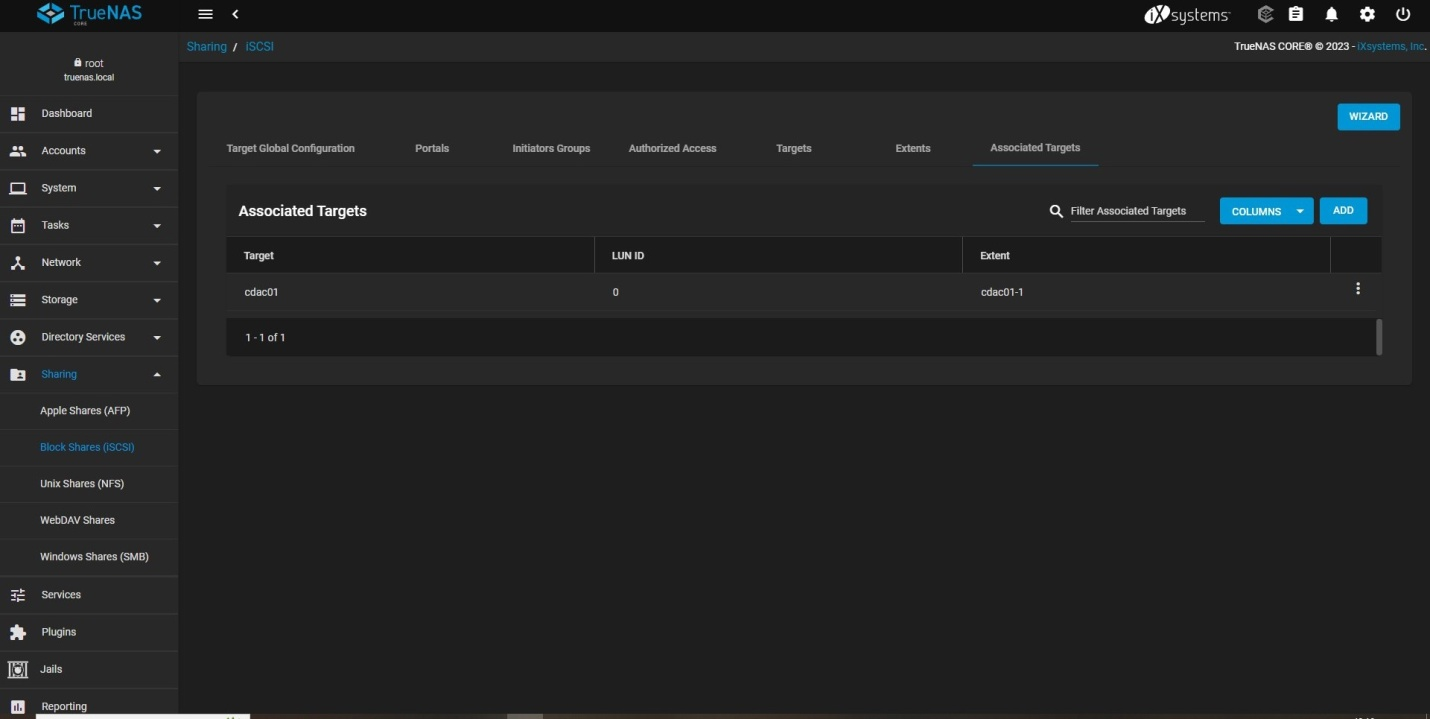 TrueNAS
CORE
iXsystems
root
truenas.local
Sharing / iSCSI
TrueNAS CORE® © 2023 - iXsystems, Inc.
Dashboard
Accounts
System
Tasks
Network
Storage
Directory Services
Sharing
Apple Shares (AFP)
Block Shares (iSCSI)
Unix Shares (NFS)
WebDAV Shares
Windows Shares (SMB)
Services
Plugins
Jails
Reporting
WIZARD
Target Global Configuration
Portals
Initiators Groups
Authorized Access
Targets
Extents
Associated Targets
Associated Targets
Filter Associated Targets
COLUMNS
ADD
Target
LUN ID
Extent
cdac01
0
cdac01-1
1 - 1 of 1